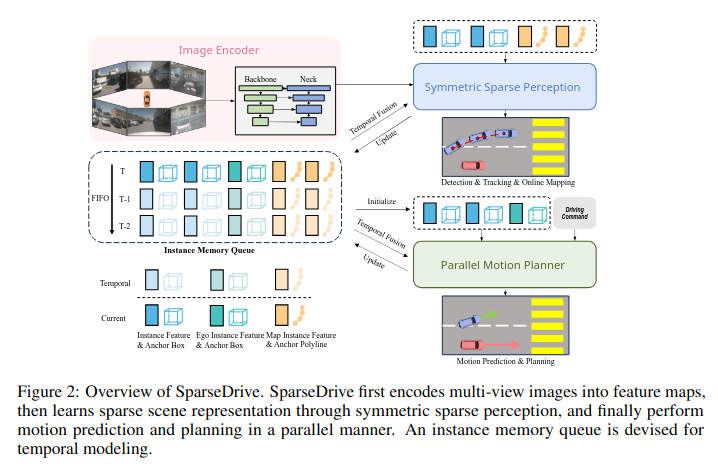 Image Encoder
Backbone
Neck
Symmetric Sparse Perception
Temporal Fusion
Update
Detection & Tracking & Online Mapping
FIFO
T
T-1
T-2
Instance Memory Queue
Initialize
Temporal Fusion
Update
Driving
Command
Parallel Motion Planner
Motion Prediction & Planning
Temporal
Current
Instance Feature
& Anchor Box
Ego Instance Feature
& Anchor Box
Map Instance Feature
& Anchor Polyline
Figure 2: Overview of SparseDrive. SparseDrive first encodes multi-view images into feature maps,
then learns sparse scene representation through symmetric sparse perception, and finally perform
motion prediction and planning in a parallel manner. An instance memory queue is devised for
temporal modeling.